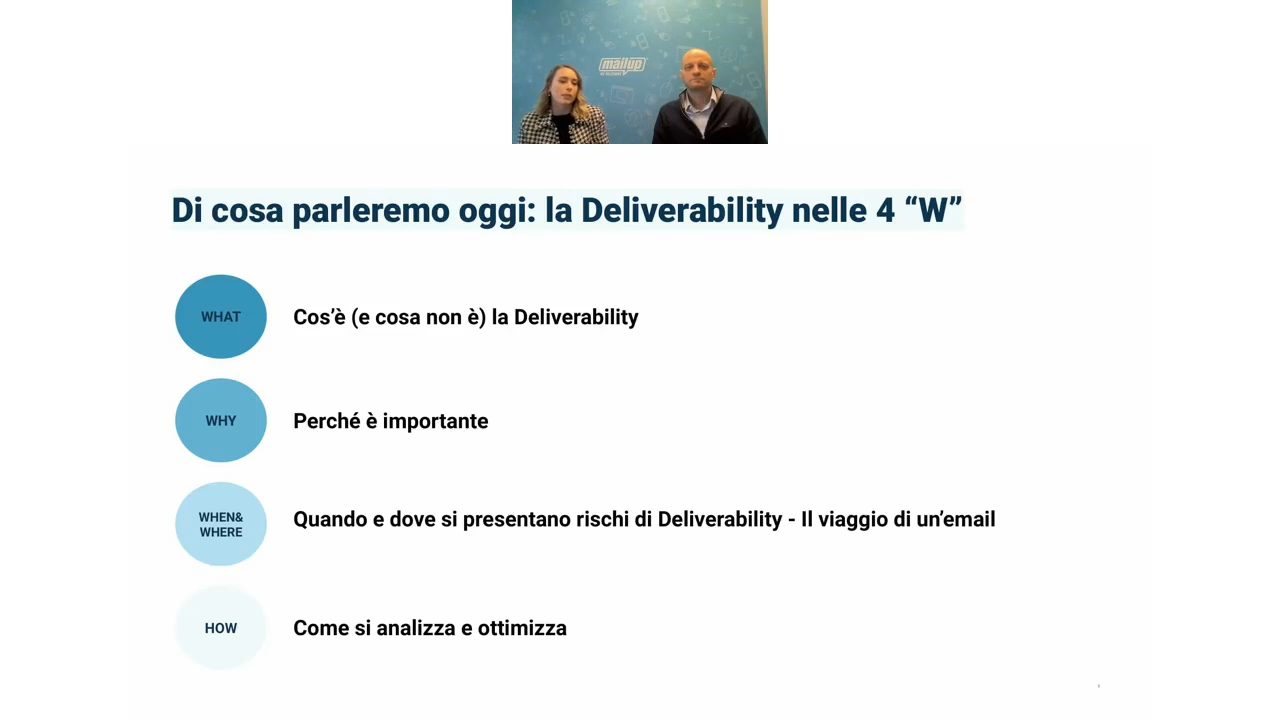 mailup
Di cosa parleremo oggi: la Deliverability nelle 4 “W”
WHAT
Cos’è (e cosa non è) la Deliverability
WHY
Perché è importante
WHEN&
WHERE
Quando e dove si presentano rischi di Deliverability - Il viaggio di un’email
HOW
Come si analizza e ottimizza